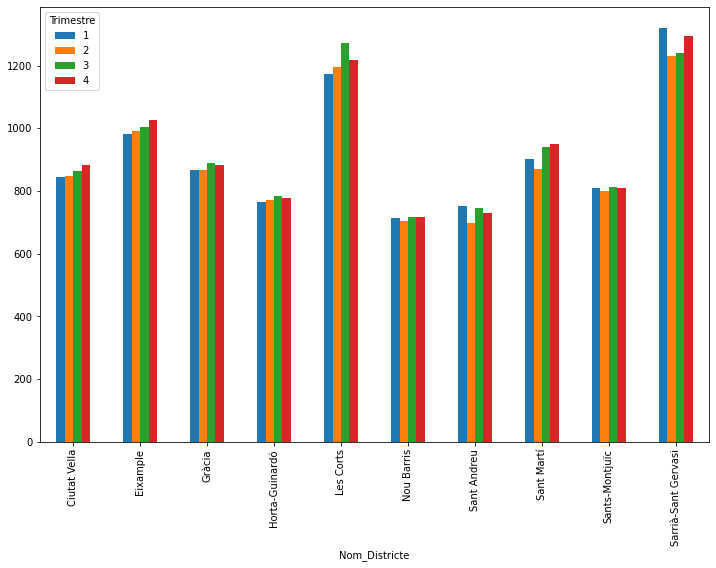 Trimestre
1
2
3
4
1200
1000
800
600
400
200
0
Ciutat Vella
Eixample
Gràcia
Horta-Guinardó
Les Corts
Nou Barris
Sant Andreu
Sant Martí
Sants-Montjuïc
Sarrià-Sant Gervasi
Nom_Districte